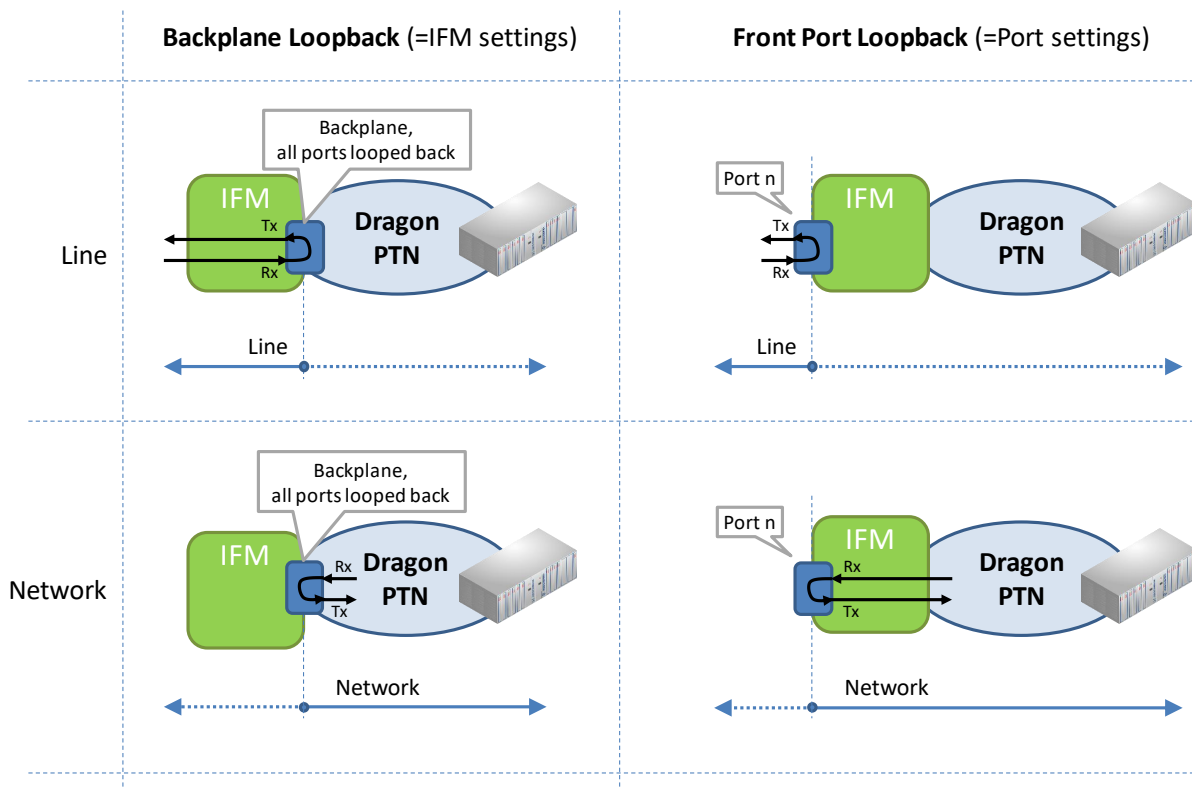 Backplane Loopback (=IFM settings)
Front Port Loopback (=Port settings)
Line
Backplane,
all ports looped back
IFM
Tx
Rx
Dragon
PTN
Line
Port n
IFM
Tx
Rx
Dragon
PTN
Line
Network
Backplane,
all ports looped back
IFM
Rx
Tx
Dragon
PTN
Network
Port n
IFM
Rx
Tx
Dragon
PTN
Network